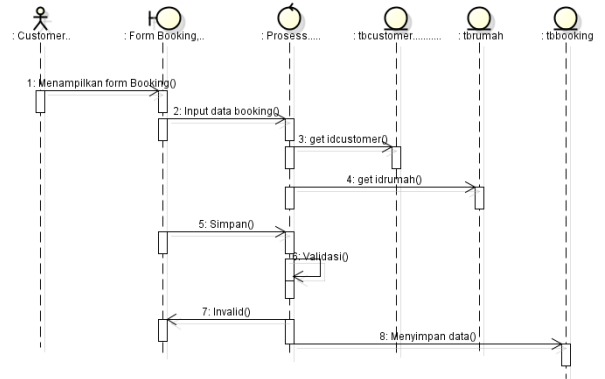 : Customer..
: Form Booking,..
: Prosess.....
: tbcustomer...........
: tbrumah
: tbbooking
1: Menampilkan form Booking()
2: Input data booking()
3: get idcustomer()
4: get idrumah()
5: Simpan()
6: Validasi()
7: Invalid()
8: Menyimpan data()